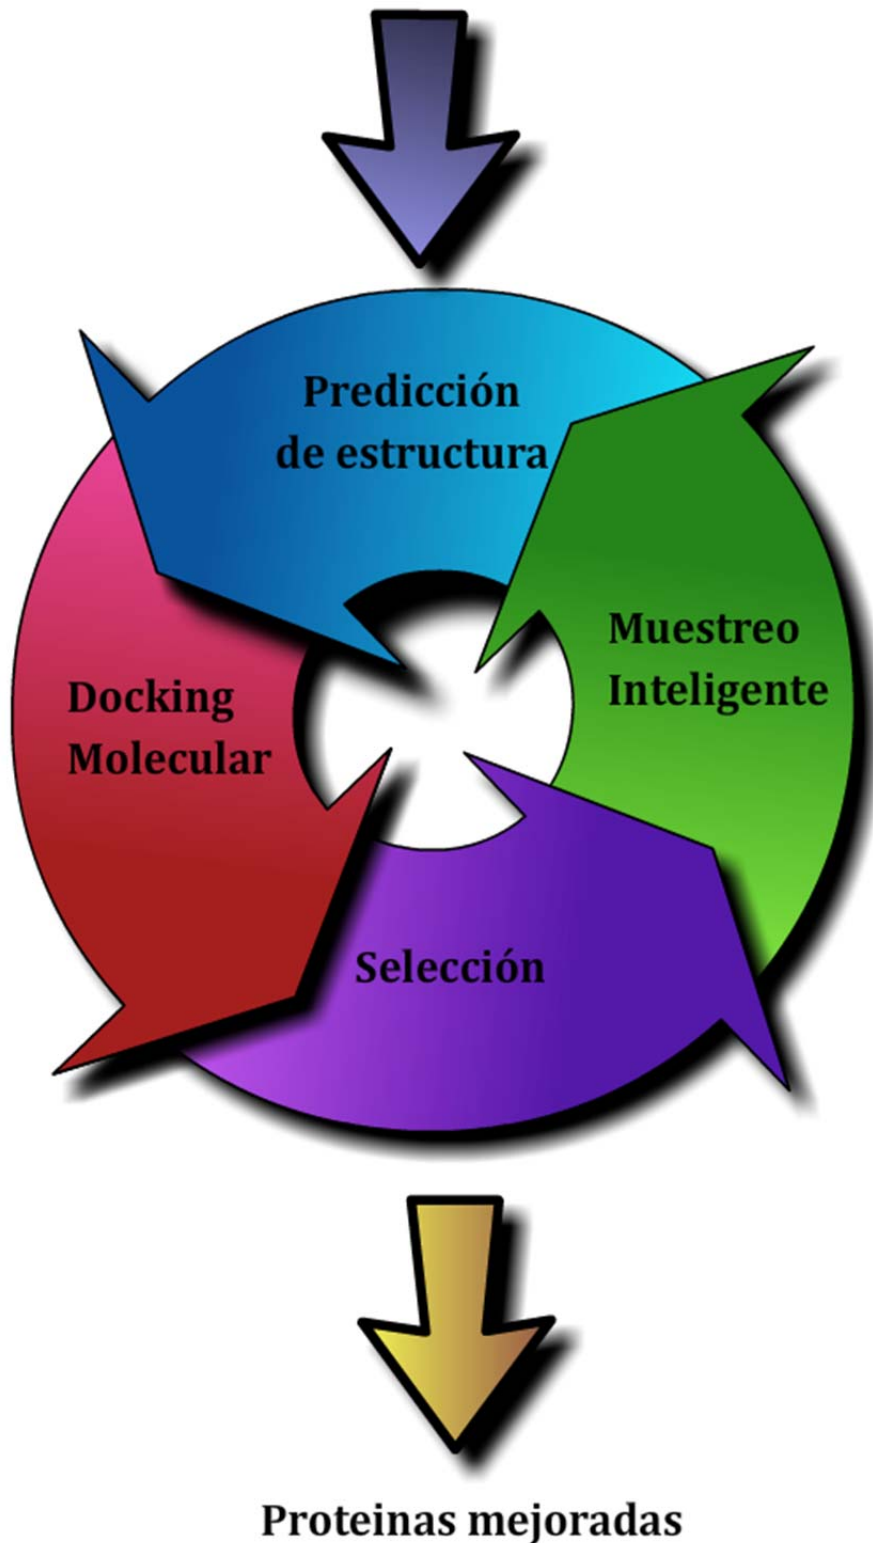 Predicción
de estructura
Muestreo
Inteligente
Docking
Molecular
Selección
Proteinas mejoradas